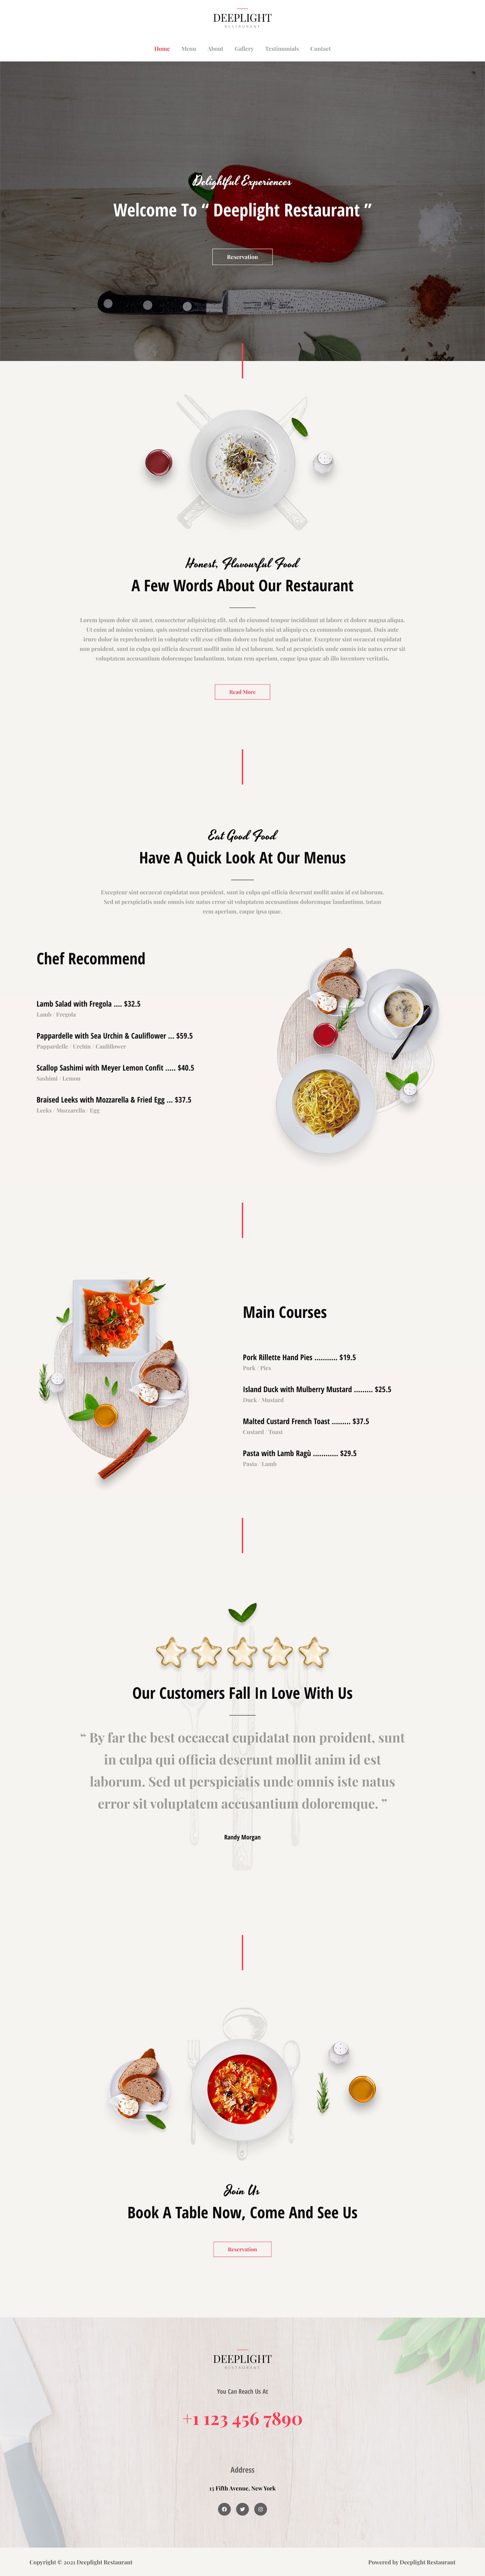 DEEPLIGHT
RESTAURANT
Home Menu About Gallery Testimonials Contact
Delightful Experiences
Welcome To “ Deeplight Restaurant ”
Reservation
Honest, Flavourful Food
A Few Words About Our Restaurant
Lorem ipsum dolor sit amet, consectetur adipisicing elit, sed do eiusmod tempor incididunt ut labore et dolore magna aliqua.
Ut enim ad minim veniam, quis nostrud exercitation ullamco laboris nisi ut aliquip ex ea commodo consequat. Duis aute
irure dolor in reprehenderit in voluptate velit esse cillum dolore eu fugiat nulla pariatur. Excepteur sint occaecat cupidatat
non proident, sunt in culpa qui officia deserunt mollit anim id est laborum. Sed ut perspiciatis unde omnis iste natus error sit
voluptatem accusantium doloremque laudantium, totam rem aperiam, eaque ipsa quae ab illo inventore veritatis.
Read More
Eat Good Food
Have A Quick Look At Our Menus
Excepteur sint occaecat cupidatat non proident, sunt in culpa qui officia deserunt mollit anim id est laborum.
Sed ut perspiciatis unde omnis iste natus error sit voluptatem accusantium doloremque laudantium, totam
rem aperiam, eaque ipsa quae.
Chef Recommend
Lamb Salad with Fregola .... $32.5
Lamb / Fregola
Pappardelle with Sea Urchin & Cauliflower ... $59.5
Pappardelle / Urchin / Cauliflower
Scallop Sashimi with Meyer Lemon Confit ..... $40.5
Sashimi / Lemon
Braised Leeks with Mozzarella & Fried Egg ... $37.5
Leeks / Mozzarella / Egg
Main Courses
Pork Rillette Hand Pies ........... $19.5
Pork / Pies
Island Duck with Mulberry Mustard ......... $25.5
Duck / Mustard
Malted Custard French Toast ......... $37.5
Custard / Toast
Pasta with Lamb Ragù ............ $29.5
Pasta / Lamb
Our Customers Fall In Love With Us
“ By far the best occaecat cupidatat non proident, sunt
in culpa qui officia deserunt mollit anim id est
laborum. Sed ut perspiciatis unde omnis iste natus
error sit voluptatem accusantium doloremque. ”
Randy Morgan
Join Us
Book A Table Now, Come And See Us
Reservation
DEEPLIGHT
RESTAURANT
You Can Reach Us At
+1 123 456 7890
Address
15 Fifth Avenue, New York
Copyright © 2021 Deeplight Restaurant
Powered by Deeplight Restaurant